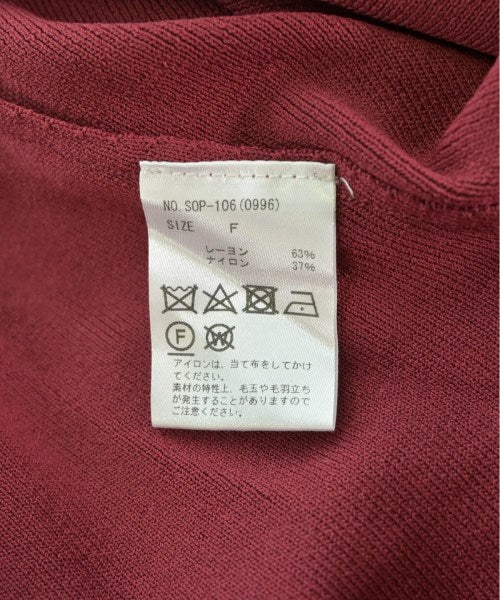 NO. SOP-106(0996)
SIZE F
レーヨン 63%
ナイロン 37%
F W
アイロンは、当て布をしてかけ
てください。
素材の特性上、毛玉や毛羽立ち
が発生することがありますので
ご注意ください。